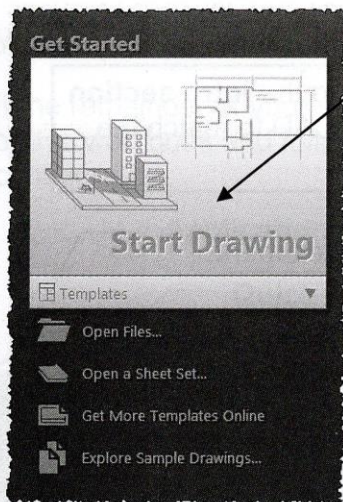 Get Started
Start Drawing
Templates
Open Files...
Open a Sheet Set...
Get More Templates Online
Explore Sample Drawings...